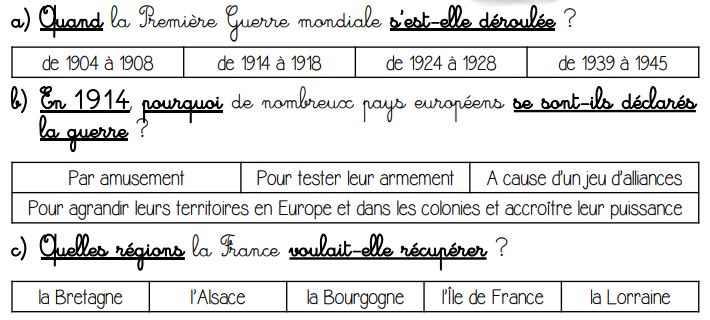 a) Quand la Première Guerre mondiale s'est-elle déroulée ?
de 1904 à 1908 de 1914 à 1918 de 1924 à 1928 de 1939 à 1945
b) En 1914, pourquoi de nombreux pays européens se sont-ils déclarés
la guerre ?
Par amusement Pour tester leur armement A cause d'un jeu d'alliances
Pour agrandir leurs territoires en Europe et dans les colonies et accroître leur puissance
c) Quelles régions la France voulait-elle récupérer ?
la Bretagne l'Alsace la Bourgogne l'Île de France la Lorraine